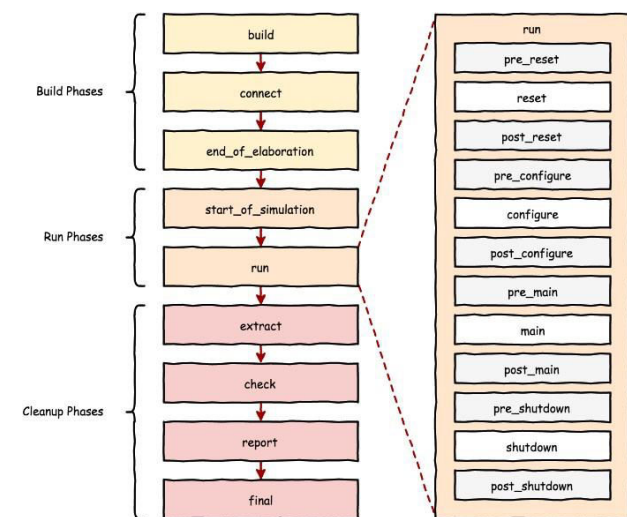 Build Phases
build
connect
end_of_elaboration
Run Phases
start_of_simulation
run
Cleanup Phases
extract
check
report
final
run
pre_reset
reset
post_reset
pre_configure
configure
post_configure
pre_main
main
post_main
pre_shutdown
shutdown
post_shutdown